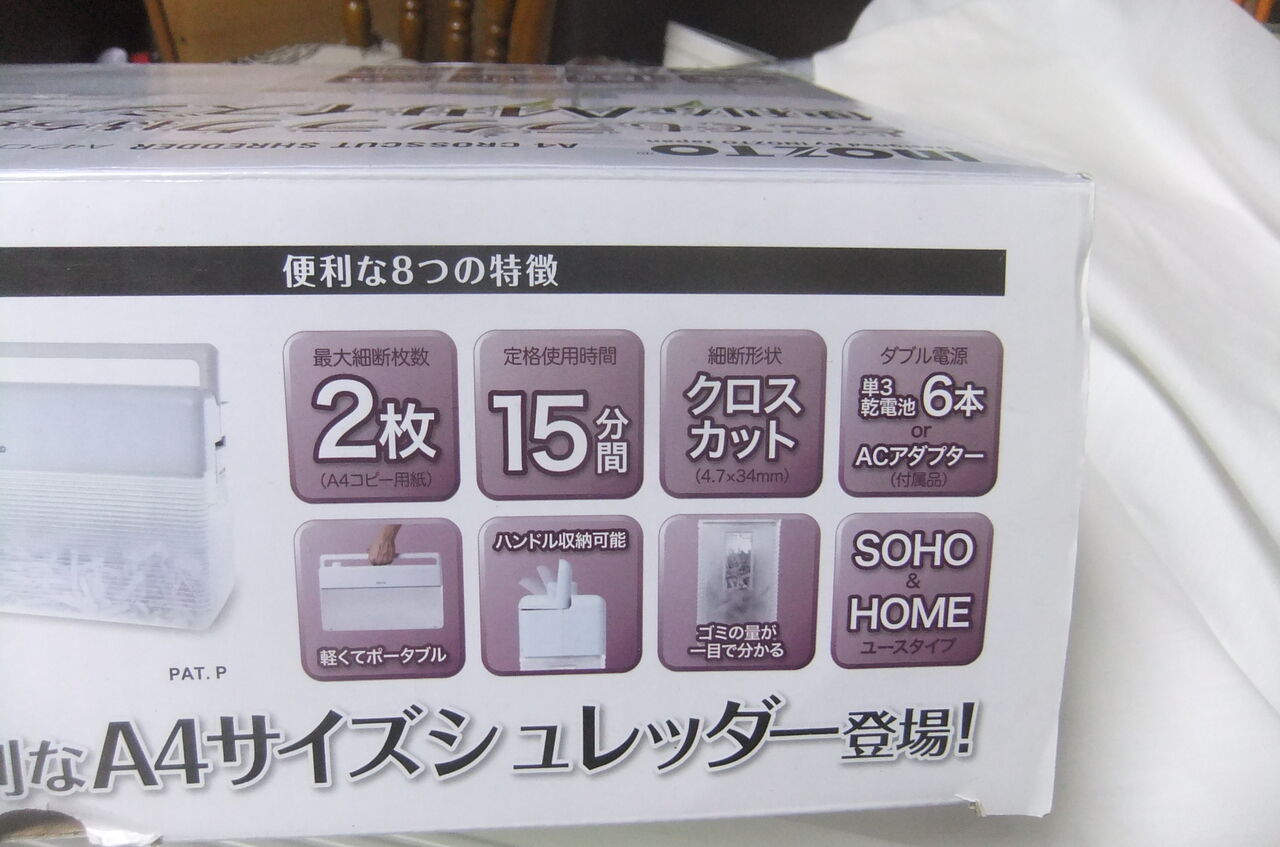 A4 CROSSCUT SHREDDER
便利な8つの特徴
最大細断枚数
2枚
(A4コピー用紙)
定格使用時間
15分間
細断形状
クロス
カット
(4.7×34mm)
ダブル電源
単3
乾電池 6本
or
ACアダプター
(付属品)
軽くてポータブル
ハンドル収納可能
ゴミの量が
一目で分かる
SOHO
&
HOME
ユースタイプ
PAT. P
利なA4サイズシュレッダー登場!